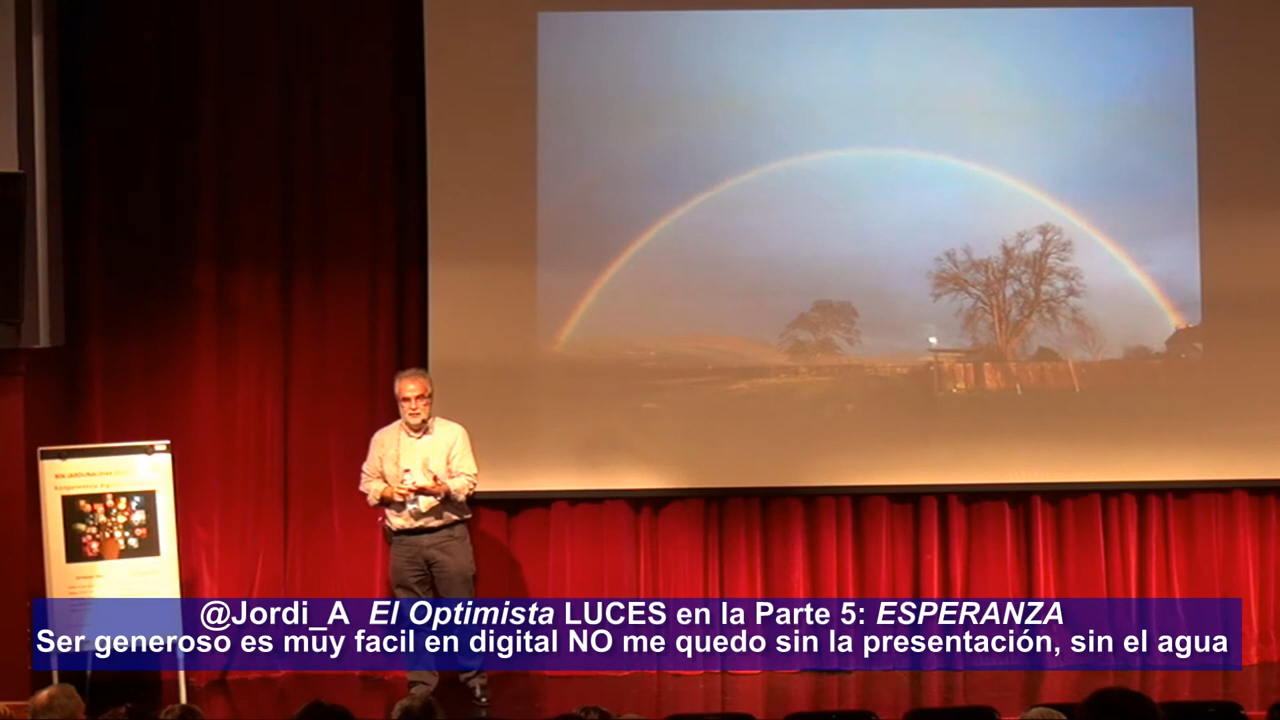 @Jordi_A El Optimista LUCES en la Parte 5: ESPERANZA
Ser generoso es muy facil en digital NO me quedo sin la presentación, sin el agua